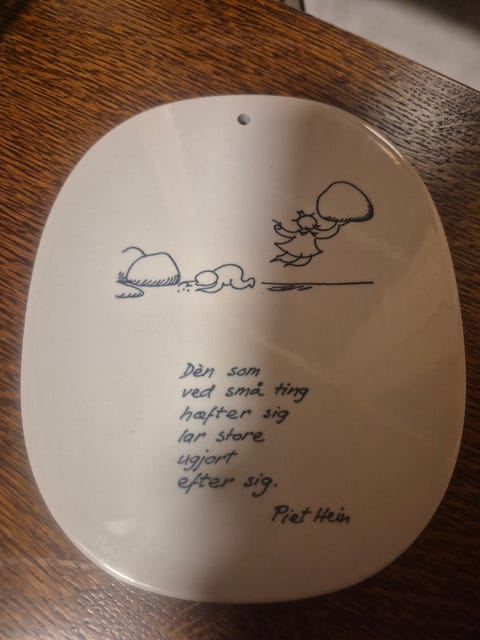 Dèn som
ved små ting
hæfter sig
lar store
ugjort
efter sig.
Piet Hein